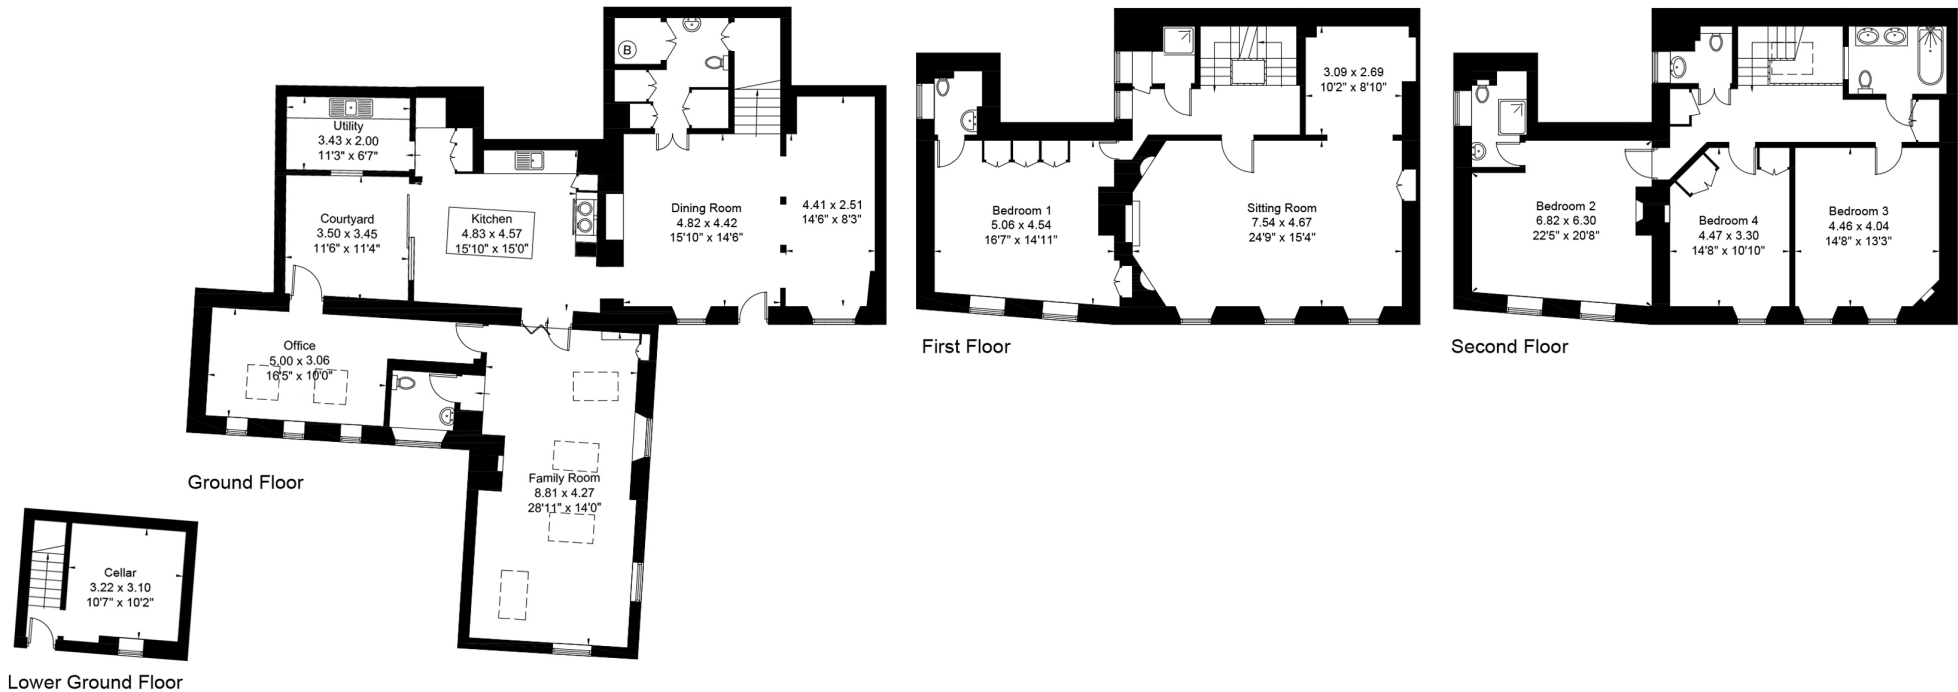 B
Utility
3.43 x 2.00
11'3" x 6'7"
Courtyard
3.50 x 3.45
11'6" x 11'4"
Kitchen
4.83 x 4.57
15'10" x 15'0"
Dining Room
4.82 x 4.42
15'10" x 14'6"
4.41 x 2.51
14'6" x 8'3"
Office
5.00 x 3.06
16'5" x 10'0"
Family Room
8.81 x 4.27
28'11" x 14'0"
Ground Floor
Cellar
3.22 x 3.10
10'7" x 10'2"
Lower Ground Floor
3.09 x 2.69
10'2" x 8'10"
Bedroom 1
5.06 x 4.54
16'7" x 14'11"
Sitting Room
7.54 x 4.67
24'9" x 15'4"
First Floor
Bedroom 2
6.82 x 6.30
22'5" x 20'8"
Bedroom 4
4.47 x 3.30
14'8" x 10'10"
Bedroom 3
4.46 x 4.04
14'8" x 13'3"
Second Floor